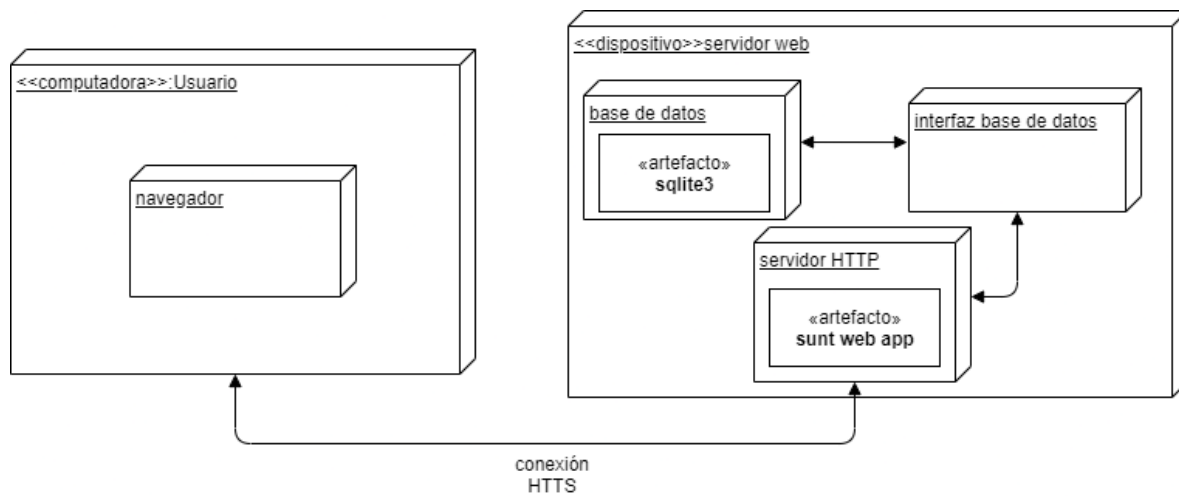 <<computadora>>:Usuario
navegador
<<dispositivo>>servidor web
base de datos
«artefacto»
sqlite3
interfaz base de datos
servidor HTTP
«artefacto»
sunt web app
conexión
HTTS